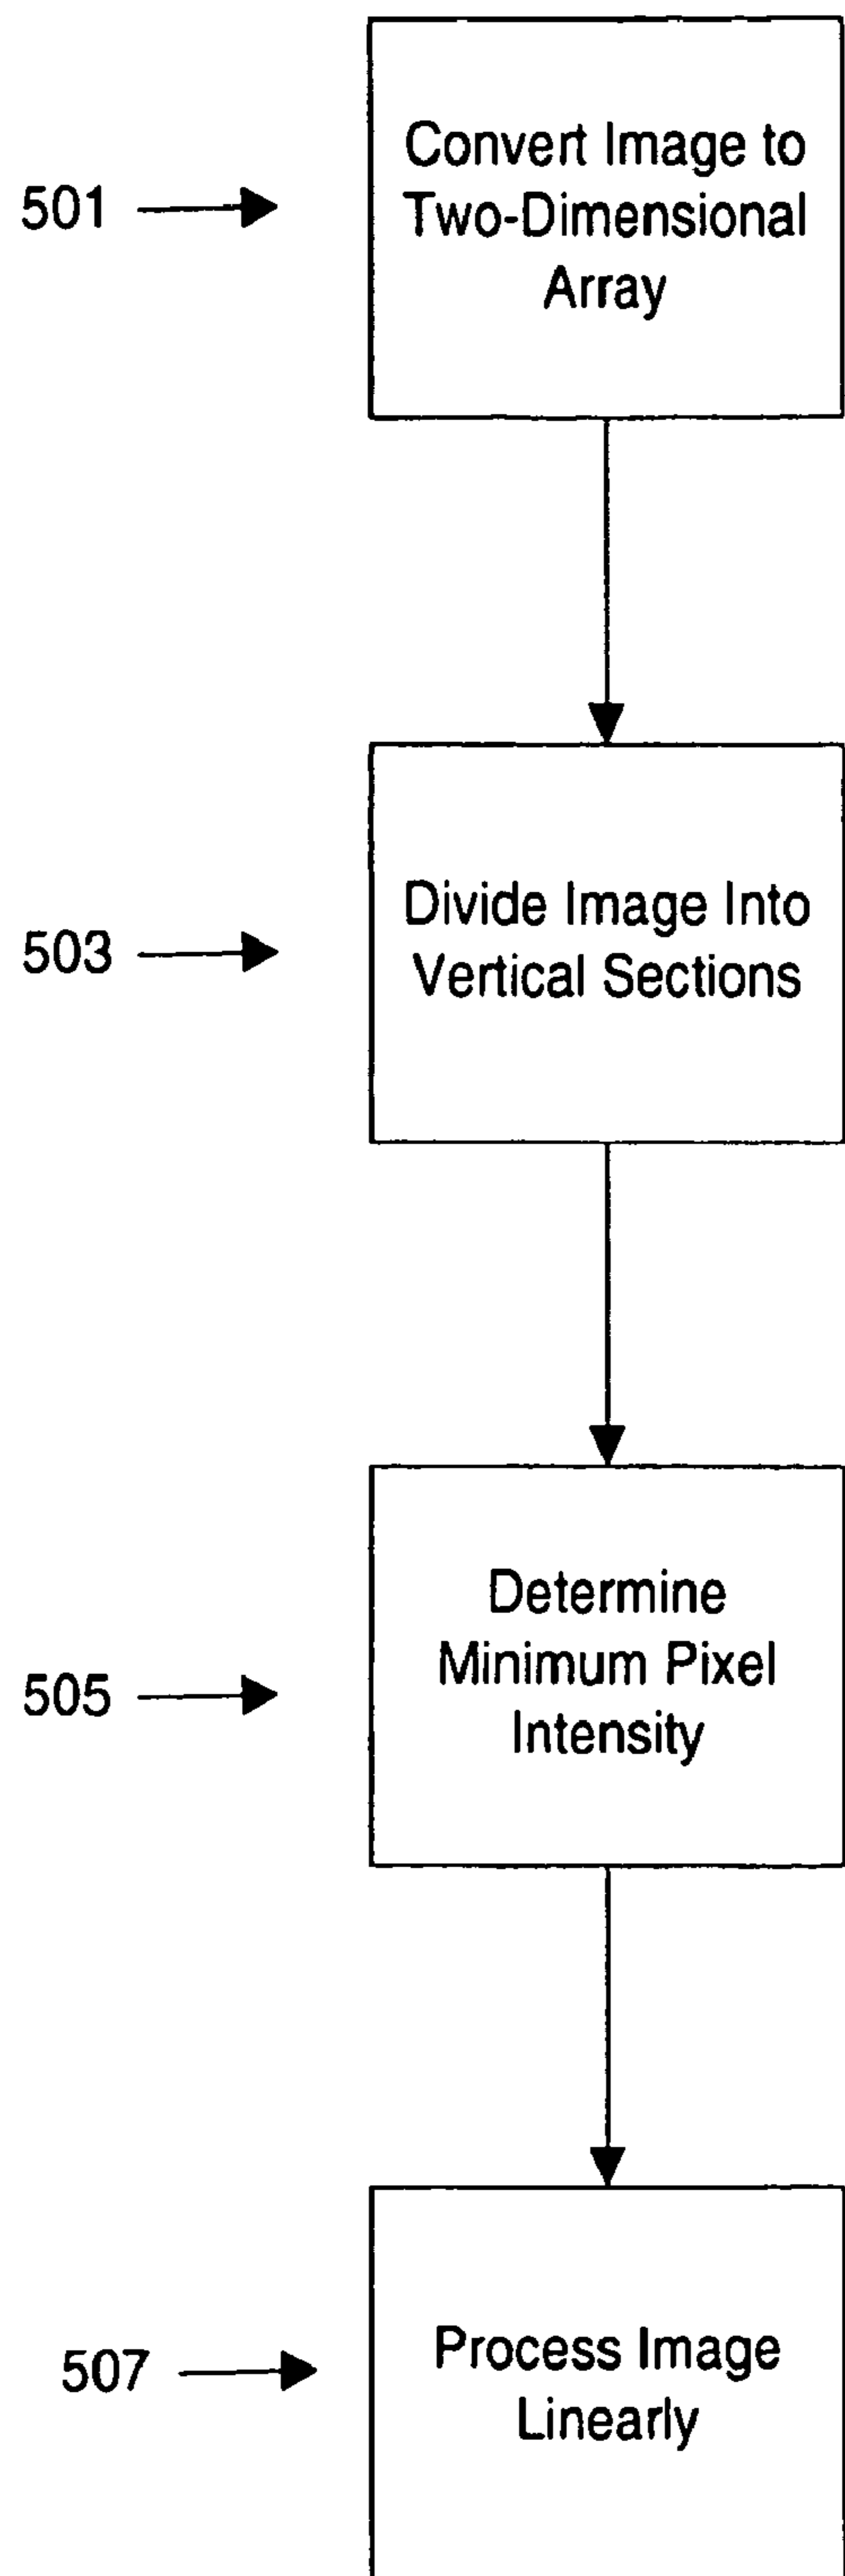 501
Convert Image to
Two-Dimensional
Array
503
Divide Image Into
Vertical Sections
505
Determine
Minimum Pixel
Intensity
507
Process Image
Linearly